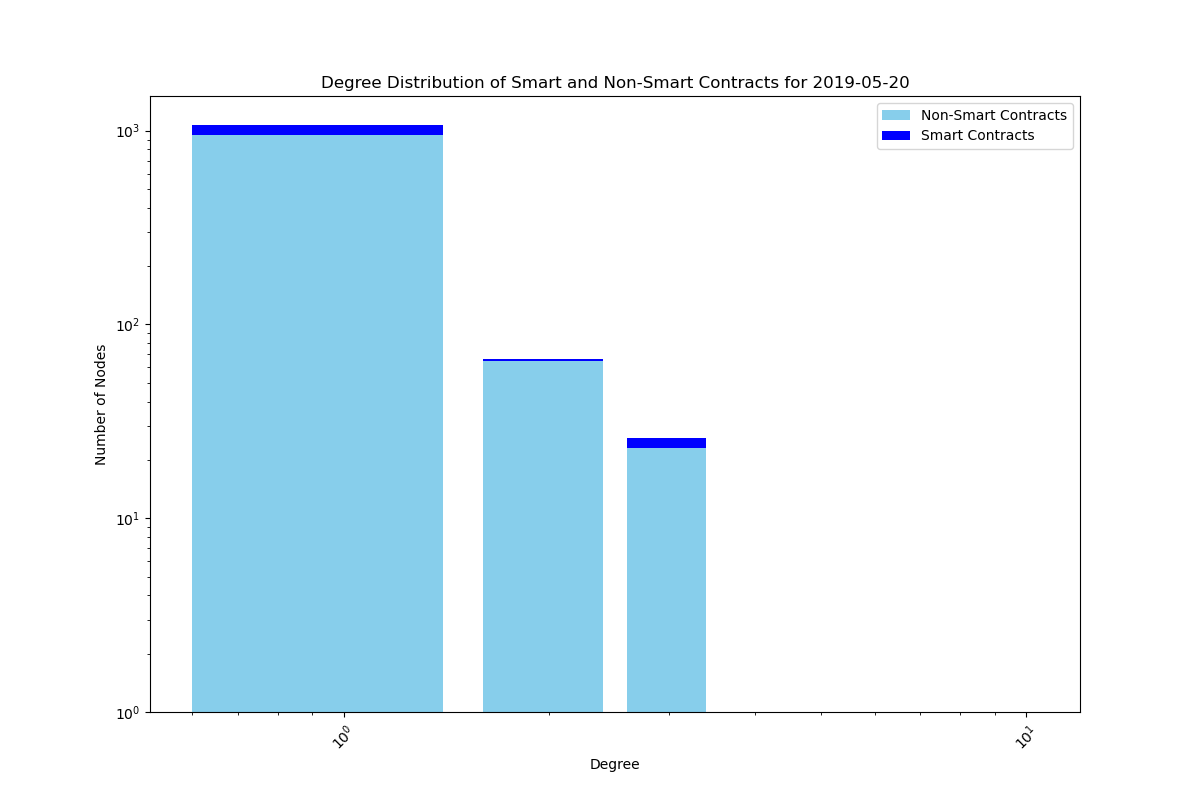 Degree Distribution of Smart and Non-Smart Contracts for 2019-05-20
Non-Smart Contracts
Smart Contracts
Number of Nodes
10³
10²
10¹
10⁰
10⁰
10¹
Degree